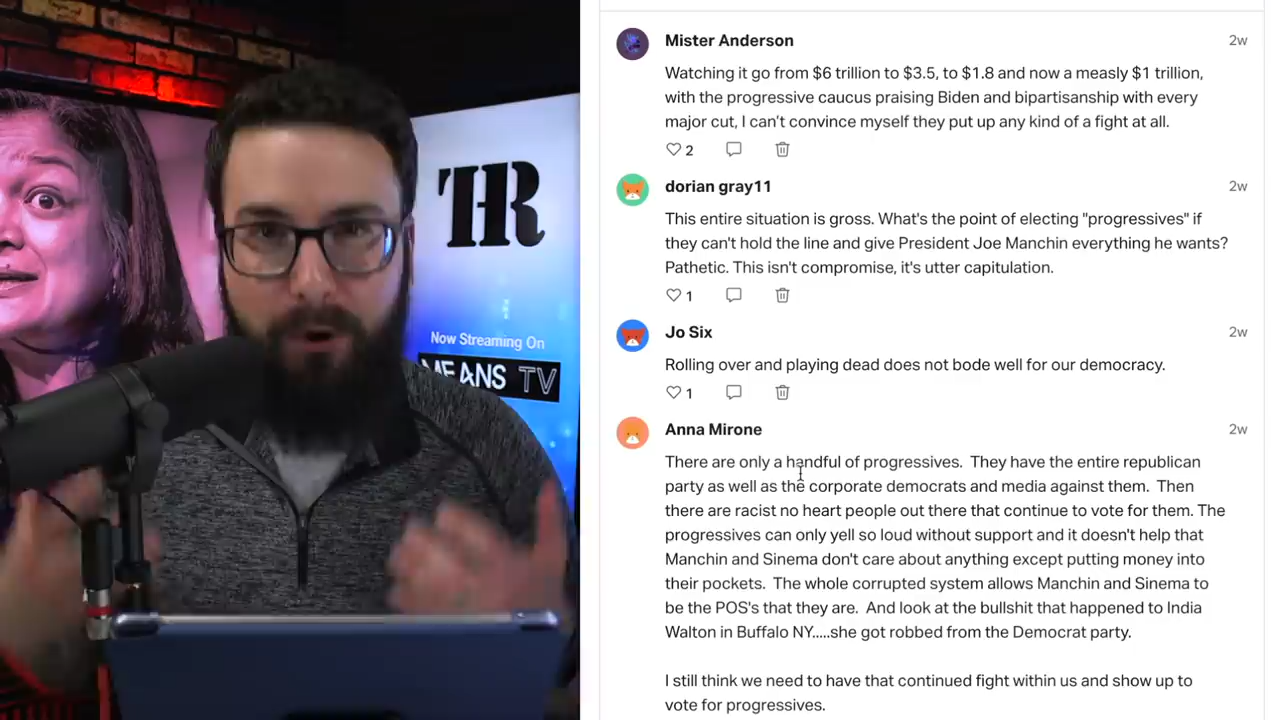 THR
Now Streaming On
MEANS TV
Mister Anderson
2w
Watching it go from $6 trillion to $3.5, to $1.8 and now a measly $1 trillion,
with the progressive caucus praising Biden and bipartisanship with every
major cut, I can't convince myself they put up any kind of a fight at all.
2
dorian gray11
2w
This entire situation is gross. What's the point of electing "progressives" if
they can't hold the line and give President Joe Manchin everything he wants?
Pathetic. This isn't compromise, it's utter capitulation.
1
Jo Six
2w
Rolling over and playing dead does not bode well for our democracy.
1
Anna Mirone
2w
There are only a handful of progressives.  They have the entire republican
party as well as the corporate democrats and media against them.  Then
there are racist no heart people out there that continue to vote for them. The
progressives can only yell so loud without support and it doesn't help that
Manchin and Sinema don't care about anything except putting money into
their pockets.  The whole corrupted system allows Manchin and Sinema to
be the POS's that they are.  And look at the bullshit that happened to India
Walton in Buffalo NY.....she got robbed from the Democrat party.
I still think we need to have that continued fight within us and show up to
vote for progressives.